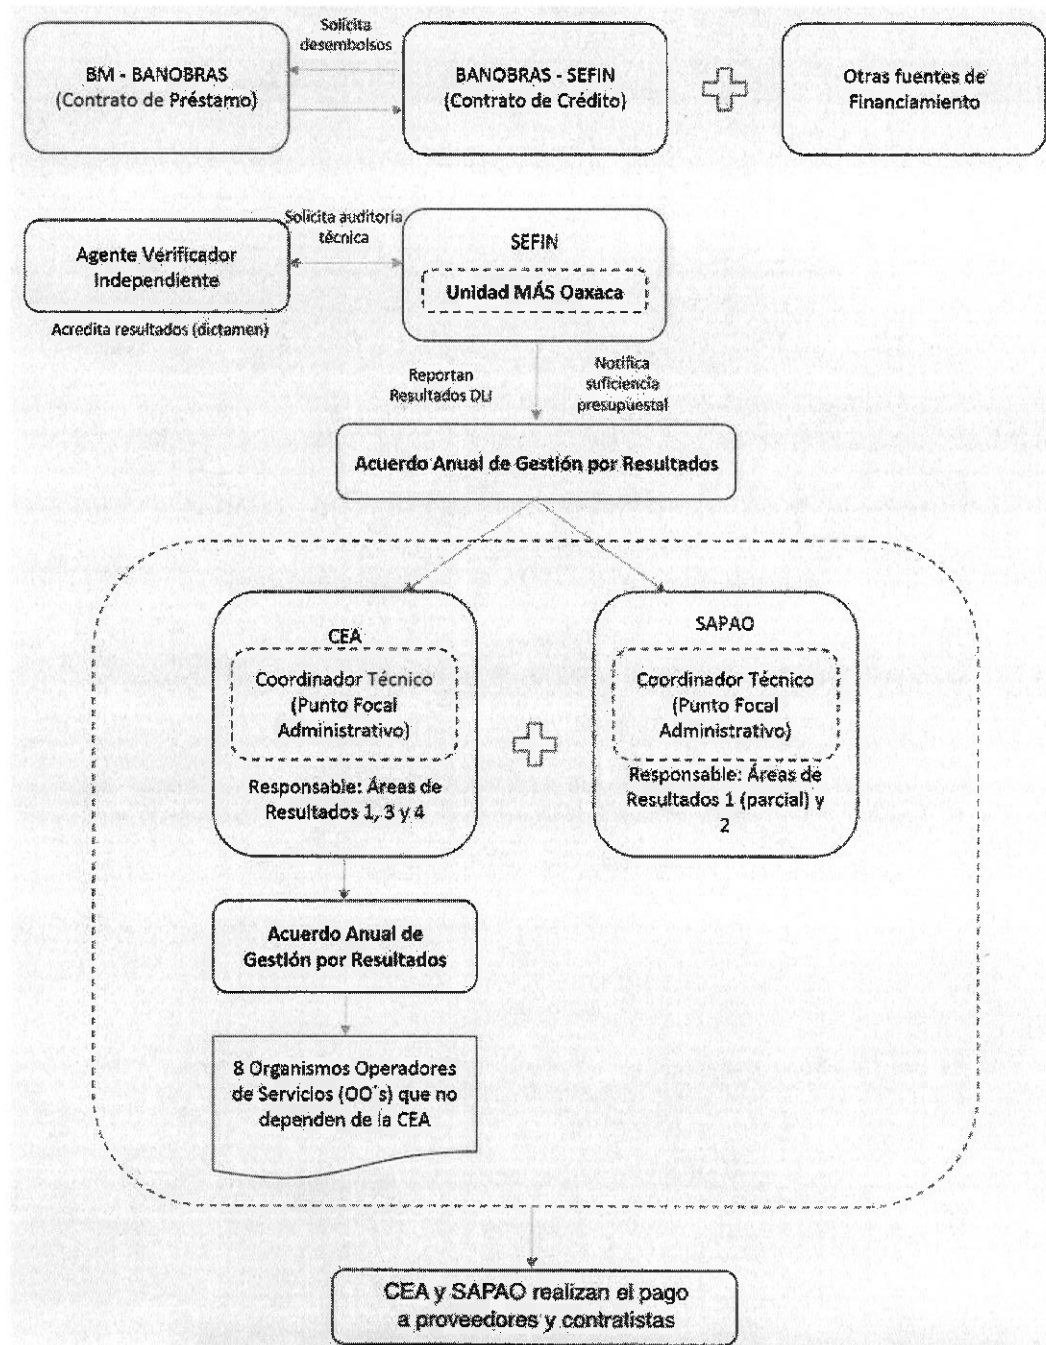 Solicita
desembolsos
BM - BANOBRAS
(Contrato de Préstamo)
BANOBRAS - SEFIN
(Contrato de Crédito)
Otras fuentes de
Financiamiento
Solicita auditoría
técnica
Agente Verificador
Independiente
Acredita resultados (dictamen)
SEFIN
Unidad MÁS Oaxaca
Reportan
Resultados DLI
Notifica
suficiencia
presupuestal
Acuerdo Anual de Gestión por Resultados
CEA
Coordinador Técnico
(Punto Focal
Administrativo)
Responsable: Áreas de
Resultados 1, 3 y 4
SAPAO
Coordinador Técnico
(Punto Focal
Administrativo)
Responsable: Áreas de
Resultados 1 (parcial) y
2
Acuerdo Anual de
Gestión por Resultados
8 Organismos Operadores
de Servicios (OO´s) que no
dependen de la CEA
CEA y SAPAO realizan el pago
a proveedores y contratistas